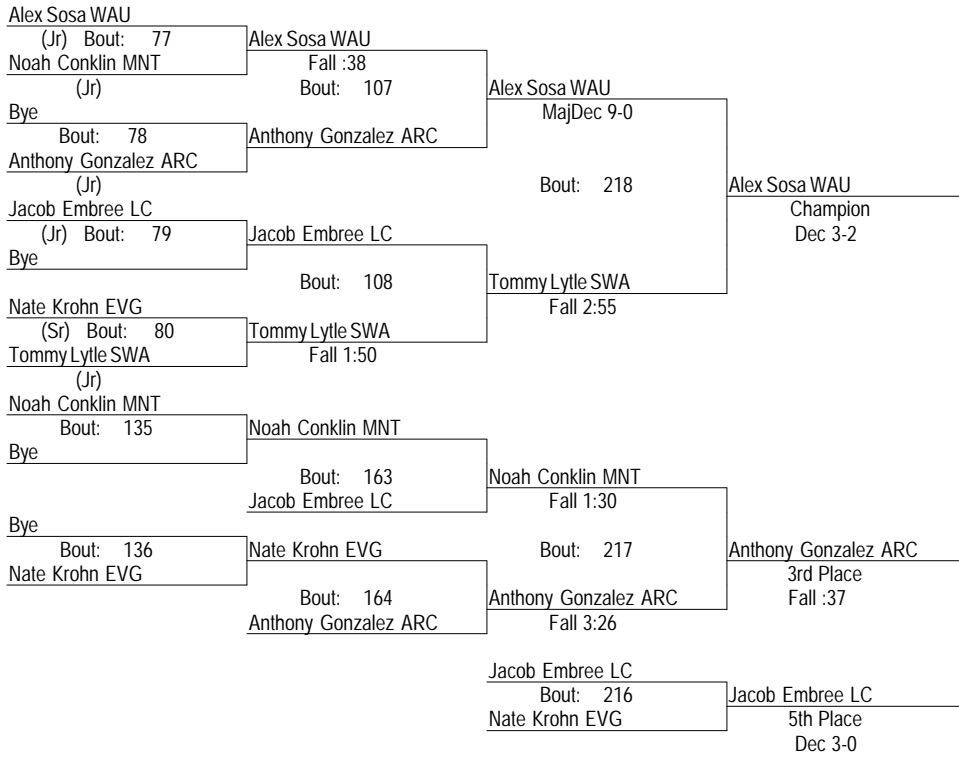 Alex Sosa WAU
(Jr) Bout: 77 Alex Sosa WAU
Noah Conklin MNT Fall :38
(Jr) Bout: 107 Alex Sosa WAU
Bye MajDec 9-0
Bout: 78 Anthony Gonzalez ARC
Anthony Gonzalez ARC
(Jr) Bout: 218 Alex Sosa WAU
Jacob Embree LC Champion
(Jr) Bout: 79 Jacob Embree LC Dec 3-2
Bye
Bout: 108 Tommy Lytle SWA
Nate Krohn EVG Fall 2:55
(Sr) Bout: 80 Tommy Lytle SWA
Tommy Lytle SWA Fall 1:50
(Jr)
Noah Conklin MNT
Bout: 135 Noah Conklin MNT
Bye
Bout: 163 Noah Conklin MNT
Jacob Embree LC Fall 1:30
Bye
Bout: 136 Nate Krohn EVG Bout: 217 Anthony Gonzalez ARC
Nate Krohn EVG 3rd Place
Bout: 164 Anthony Gonzalez ARC Fall :37
Anthony Gonzalez ARC Fall 3:26
Jacob Embree LC
Bout: 216 Jacob Embree LC
Nate Krohn EVG 5th Place
Dec 3-0